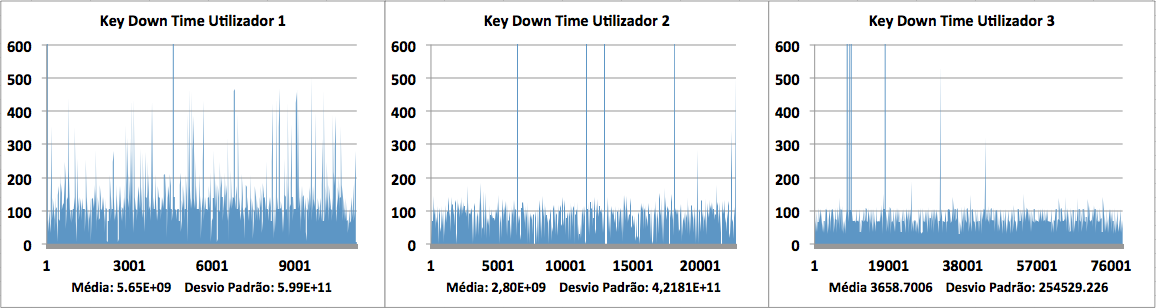 Key Down Time Utilizador 1
600
500
400
300
200
100
0
1 3001 6001 9001
Média: 5.65E+09 Desvio Padrão: 5.99E+11
Key Down Time Utilizador 2
600
500
400
300
200
100
0
1 5001 10001 15001 20001
Média: 2,80E+09 Desvio Padrão: 4,2181E+11
Key Down Time Utilizador 3
600
500
400
300
200
100
0
1 19001 38001 57001 76001
Média 3658.7006 Desvio Padrão: 254529.226